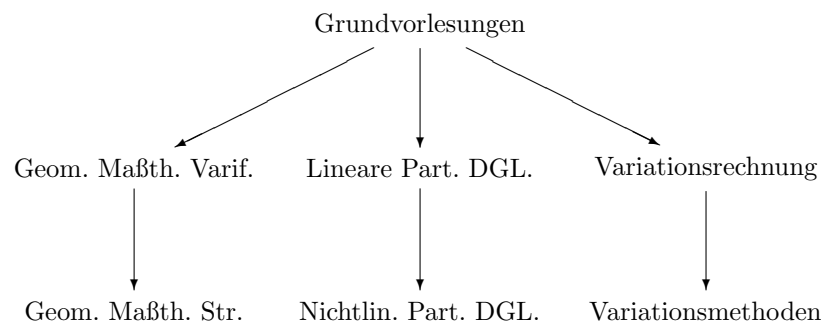 Grundvorlesungen
Geom. Maßth. Varif. Lineare Part. DGL. Variationsrechnung
Geom. Maßth. Str. Nichtlin. Part. DGL. Variationsmethoden